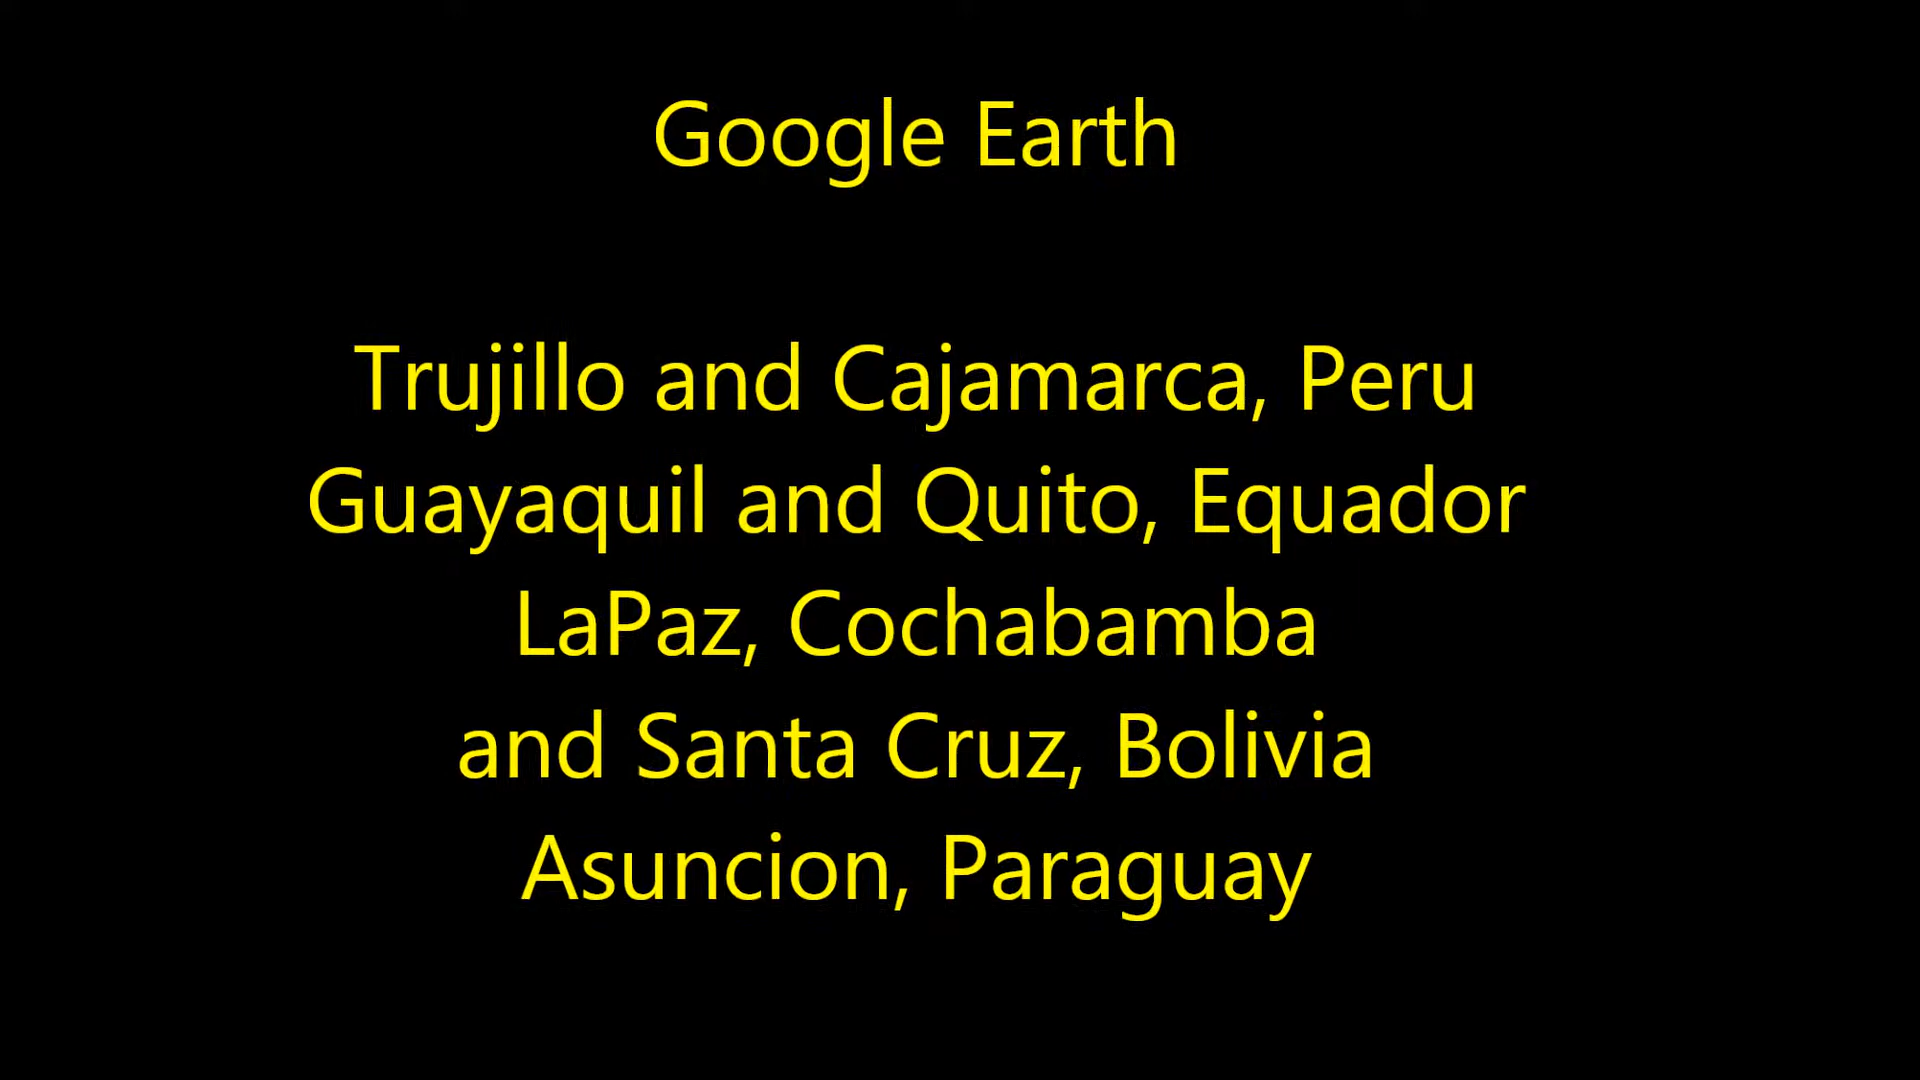 Google Earth
Trujillo and Cajamarca, Peru
Guayaquil and Quito, Equador
LaPaz, Cochabamba
and Santa Cruz, Bolivia
Asuncion, Paraguay